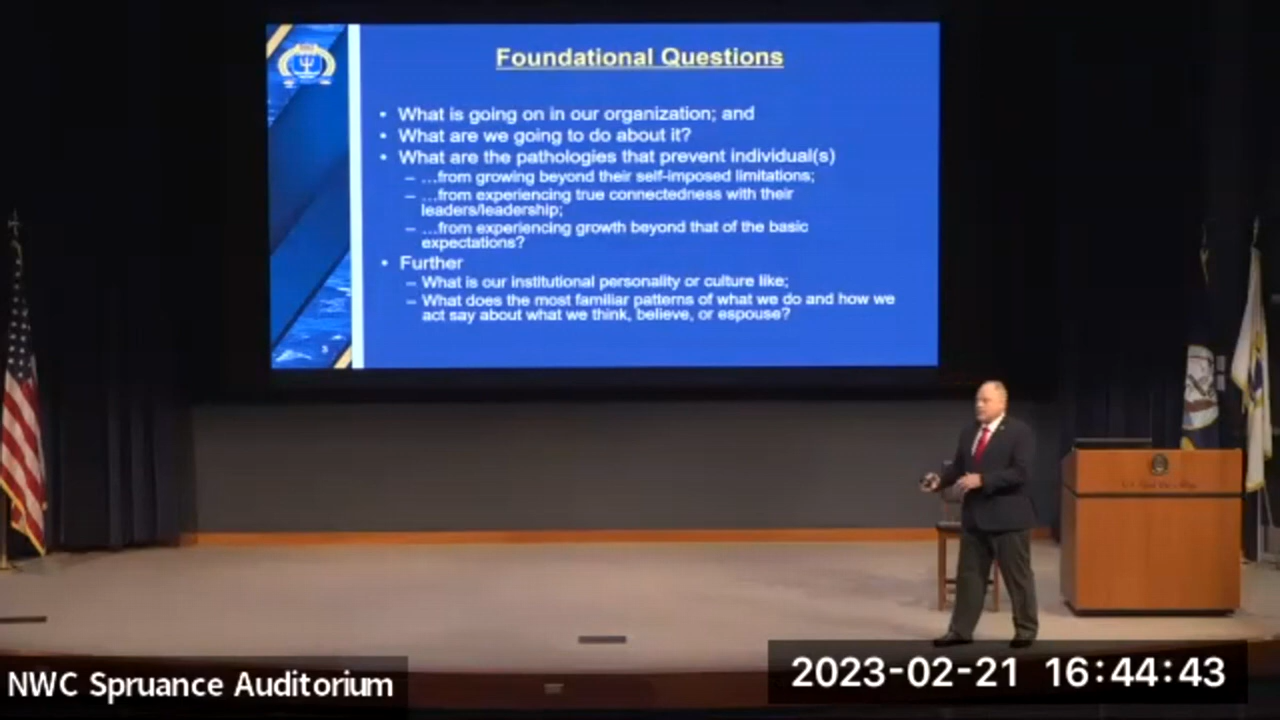 Foundational Questions
• What is going on in our organization; and
• What are we going to do about it?
• What are the pathologies that prevent individual(s)
– ...from growing beyond their self-imposed limitations;
– ...from experiencing true connectedness with their
leaders/leadership;
– ...from experiencing growth beyond that of the basic
expectations?
• Further
– What is our institutional personality or culture like;
– What does the most familiar patterns of what we do and how we
act say about what we think, believe, or espouse?
NWC Spruance Auditorium
2023-02-21 16:44:43